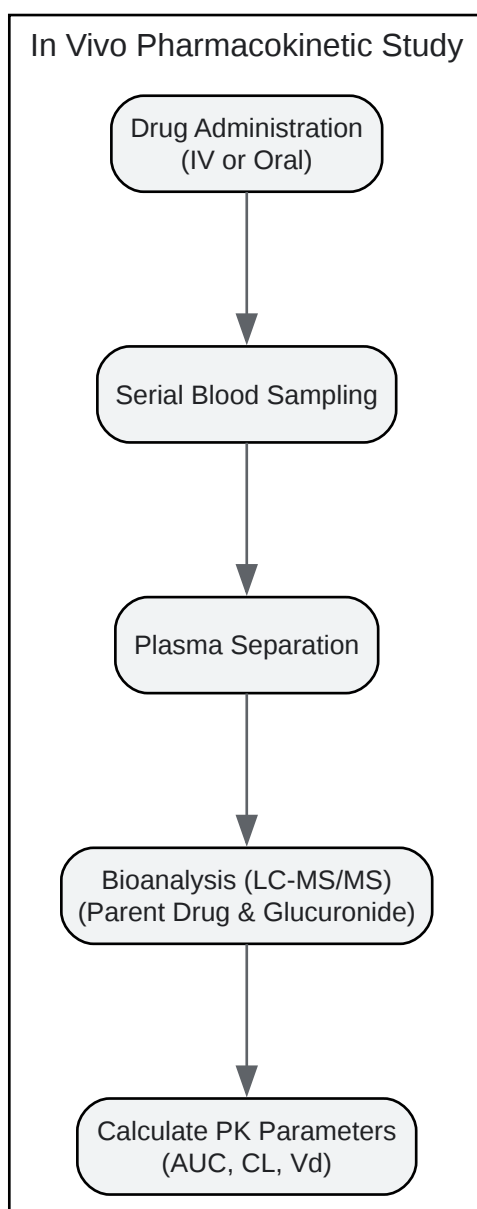 In Vivo Pharmacokinetic Study
Drug Administration
(IV or Oral)
Serial Blood Sampling
Plasma Separation
Bioanalysis (LC-MS/MS)
(Parent Drug & Glucuronide)
Calculate PK Parameters
(AUC, CL, Vd)